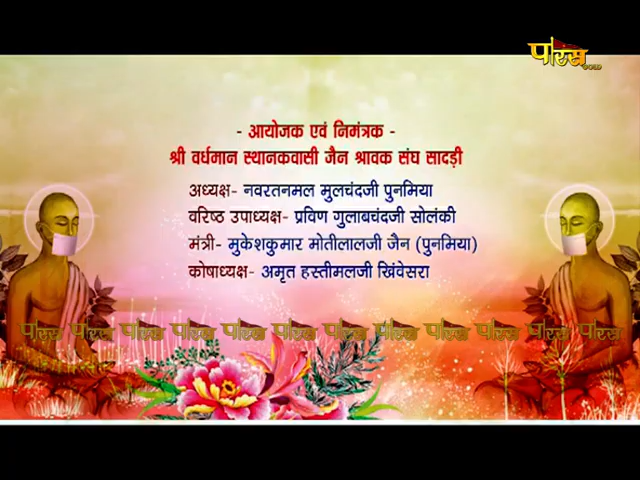 पारस
- आयोजक एवं निमंत्रक -
श्री वर्धमान स्थानकवासी जैन श्रावक संघ सादड़ी
अध्यक्ष- नवरतनमल मुलचंदजी पुनमिया
वरिष्ठ उपाध्यक्ष- प्रविण गुलाबचंदजी सोलंकी
मंत्री- मुकेशकुमार मोतीलालजी जैन (पुनमिया)
कोषाध्यक्ष- अमृत हस्तीमलजी खिंवेसरा
पारस पारस पारस पारस पारस पारस पारस पारस पारस पारस पारस पारस